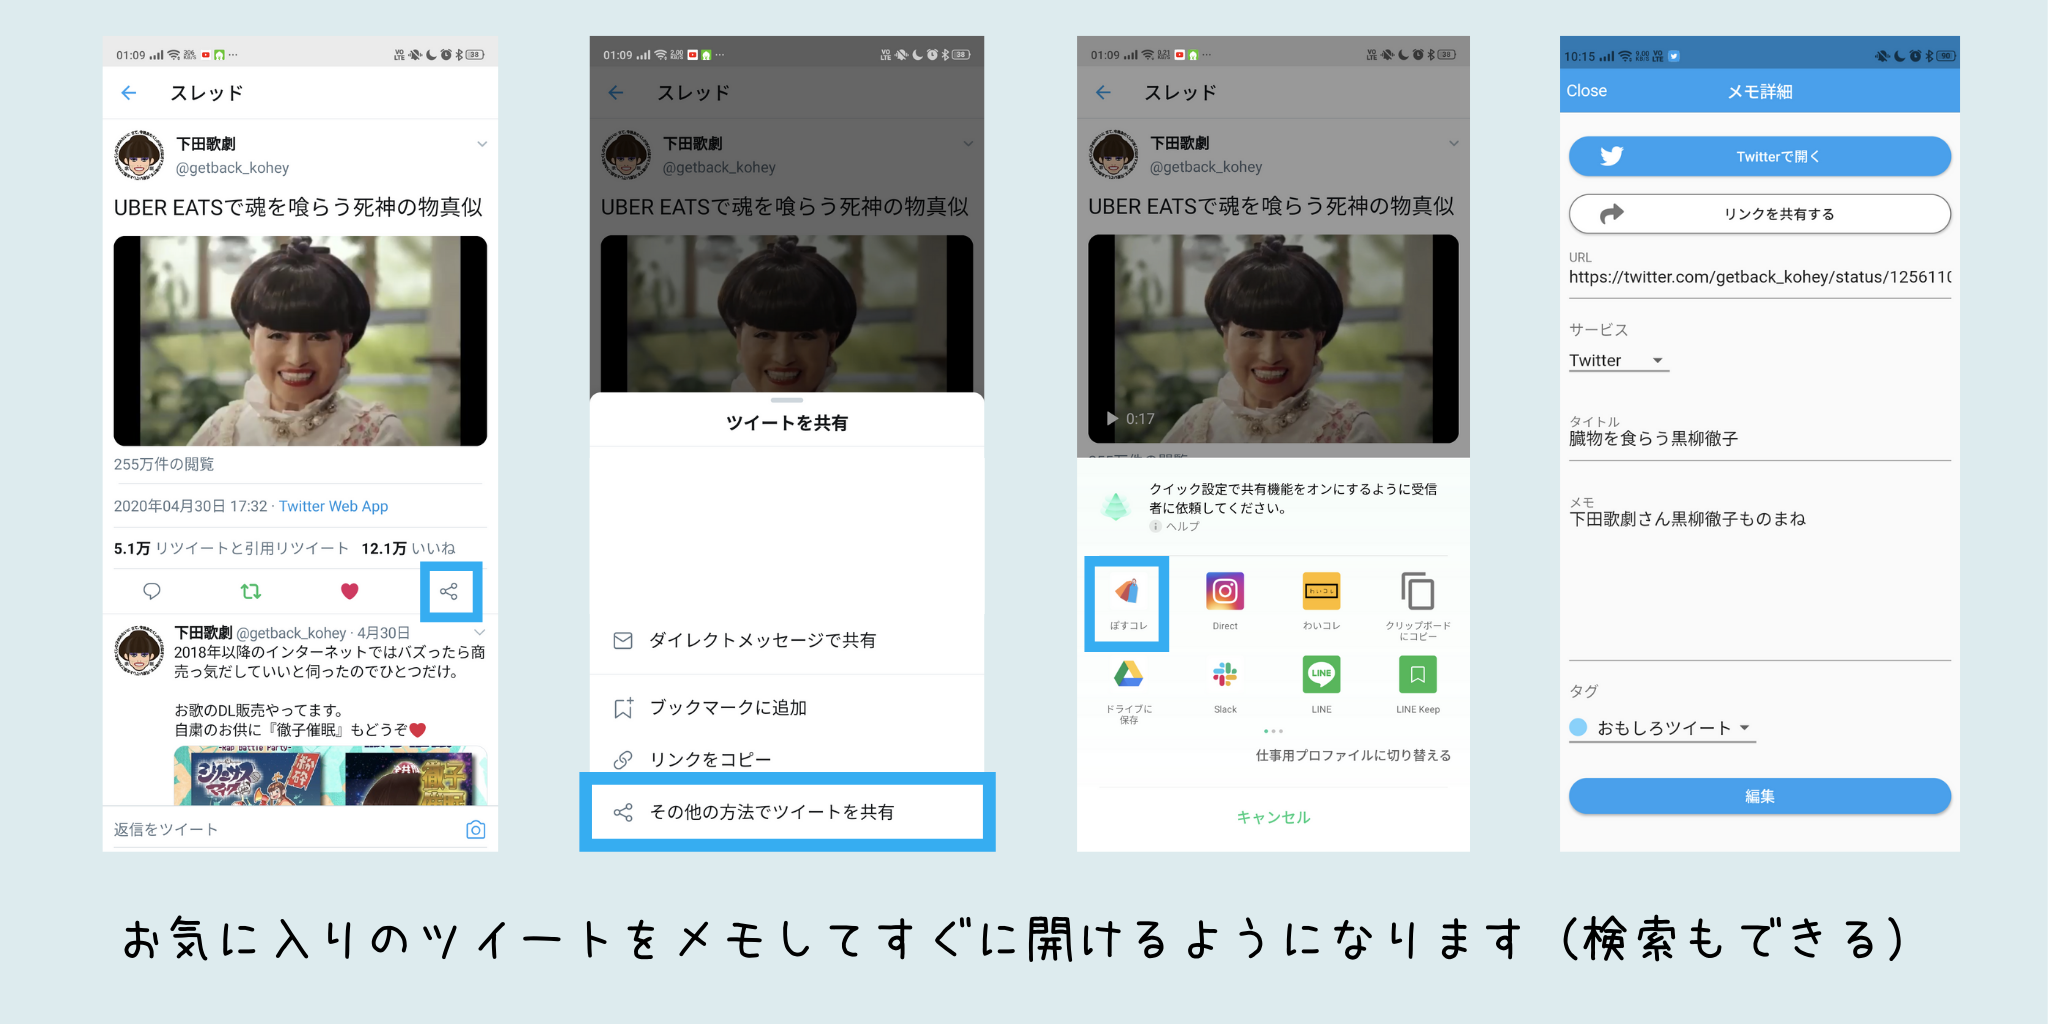 01:09
スレッド
下田歌劇
@getback_kohey
UBER EATSで魂を喰らう死神の物真似
255万件の閲覧
2020年04月30日 17:32 · Twitter Web App
5.1万 リツイートと引用リツイート 12.1万 いいね
下田歌劇 @getback_kohey · 4月30日
2018年以降のインターネットではバズったら商
売っ気だしていいと伺ったのでひとつだけ。
お歌のDL販売やってます。
自粛のお供に『徹子催眠』もどうぞ❤
返信をツイート
01:09
スレッド
下田歌劇
@getback_kohey
UBER EATSで魂を喰らう死神の物真似
ツイートを共有
ダイレクトメッセージで共有
ブックマークに追加
リンクをコピー
その他の方法でツイートを共有
01:09
スレッド
下田歌劇
@getback_kohey
UBER EATSで魂を喰らう死神の物真似
0:17
クイック設定で共有機能をオンにするように受信
者に依頼してください。
ヘルプ
ぽすコレ
Direct
わいコレ
わいコレ
クリップボード
にコピー
ドライブに
保存
Slack
LINE
LINE
LINE Keep
仕事用プロファイルに切り替える
キャンセル
10:15
Close
メモ詳細
Twitterで開く
リンクを共有する
URL
https://twitter.com/getback_kohey/status/125611
サービス
Twitter
タイトル
臓物を食らう黒柳徹子
メモ
下田歌劇さん黒柳徹子ものまね
タグ
おもしろツイート
編集
お気に入りのツイートをメモしてすぐに開けるようになります（検索もできる）